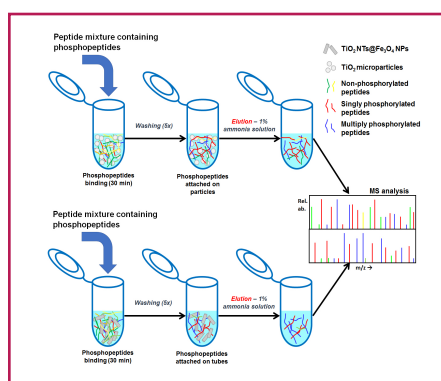 Peptide mixture containing
phosphopeptides
TiO2 NTs@Fe3O4 NPs
TiO2 microparticles
Non-phosphorylated
peptides
Singly phosphorylated
peptides
Multiply phosphorylated
peptides
Washing (5x)
Elution – 1%
ammonia solution
Phosphopeptides
binding (30 min)
Phosphopeptides
attached on
particles
MS analysis
Rel.
ab.
m/z →
Peptide mixture containing
phosphopeptides
Washing (5x)
Elution – 1%
ammonia solution
Phosphopeptides
binding (30 min)
Phosphopeptides
attached on tubes